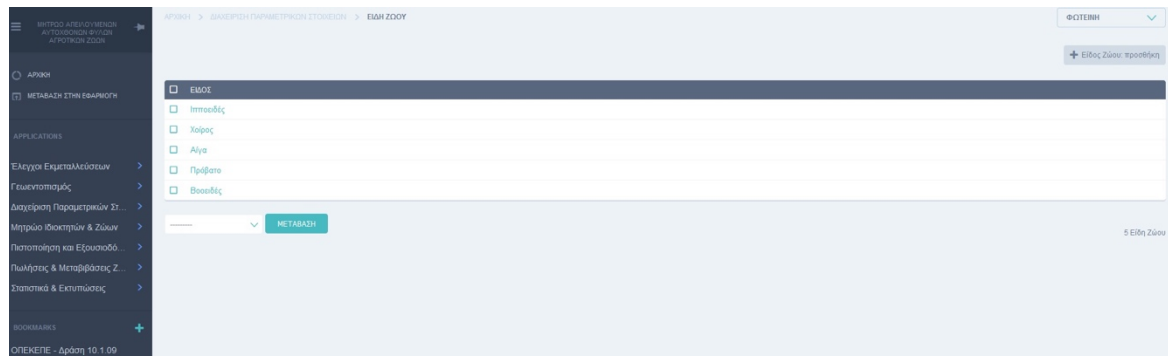 ΜΗΤΡΩΟ ΑΠΕΙΛΟΥΜΕΝΩΝ
ΑΥΤΟΧΘΟΝΩΝ ΦΥΛΩΝ
ΑΓΡΟΤΙΚΩΝ ΖΩΩΝ
ΑΡΧΙΚΗ > ΔΙΑΧΕΙΡΙΣΗ ΠΑΡΑΜΕΤΡΙΚΩΝ ΣΤΟΙΧΕΙΩΝ > ΕΙΔΗ ΖΩΟΥ
ΦΩΤΕΙΝΗ
+ Είδος Ζώου: προσθήκη
ΑΡΧΙΚΗ
ΜΕΤΑΒΑΣΗ ΣΤΗΝ ΕΦΑΡΜΟΓΗ
APPLICATIONS
Έλεγχοι Εκμεταλλεύσεων
Γεωεντοπισμός
Διαχείριση Παραμετρικών Στ...
Μητρώο Ιδιοκτητών & Ζώων
Πιστοποίηση και Εξουσιοδό...
Πωλήσεις & Μεταβιβάσεις Ζ...
Στατιστικά & Εκτυπώσεις
BOOKMARKS +
ΟΠΕΚΕΠΕ - Δράση 10.1.09
ΕΙΔΟΣ
Ιπποειδές
Χοίρος
Αίγα
Πρόβατο
Βοοειδές
---------
ΜΕΤΑΒΑΣΗ
5 Είδη Ζώου